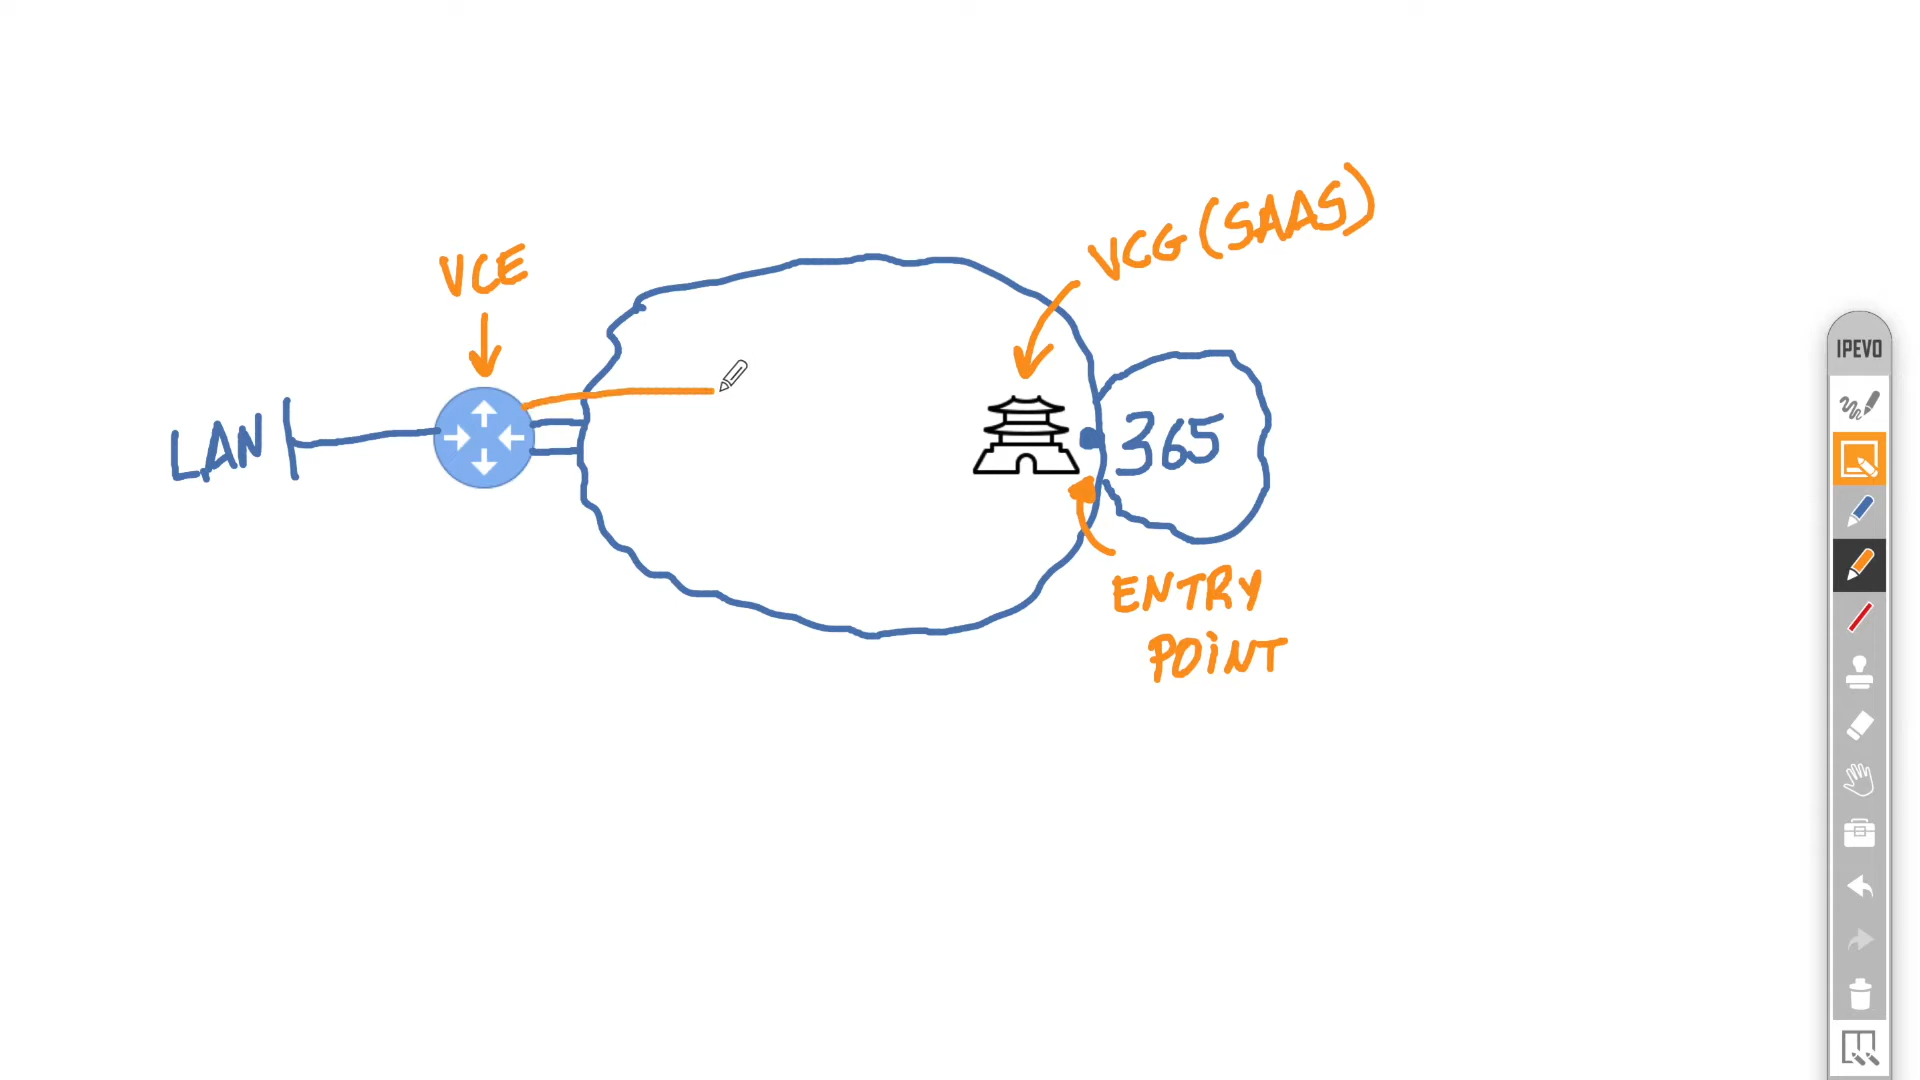 VCG (SAAS)
VCE
LAN
365
ENTRY
POINT
IPEVO